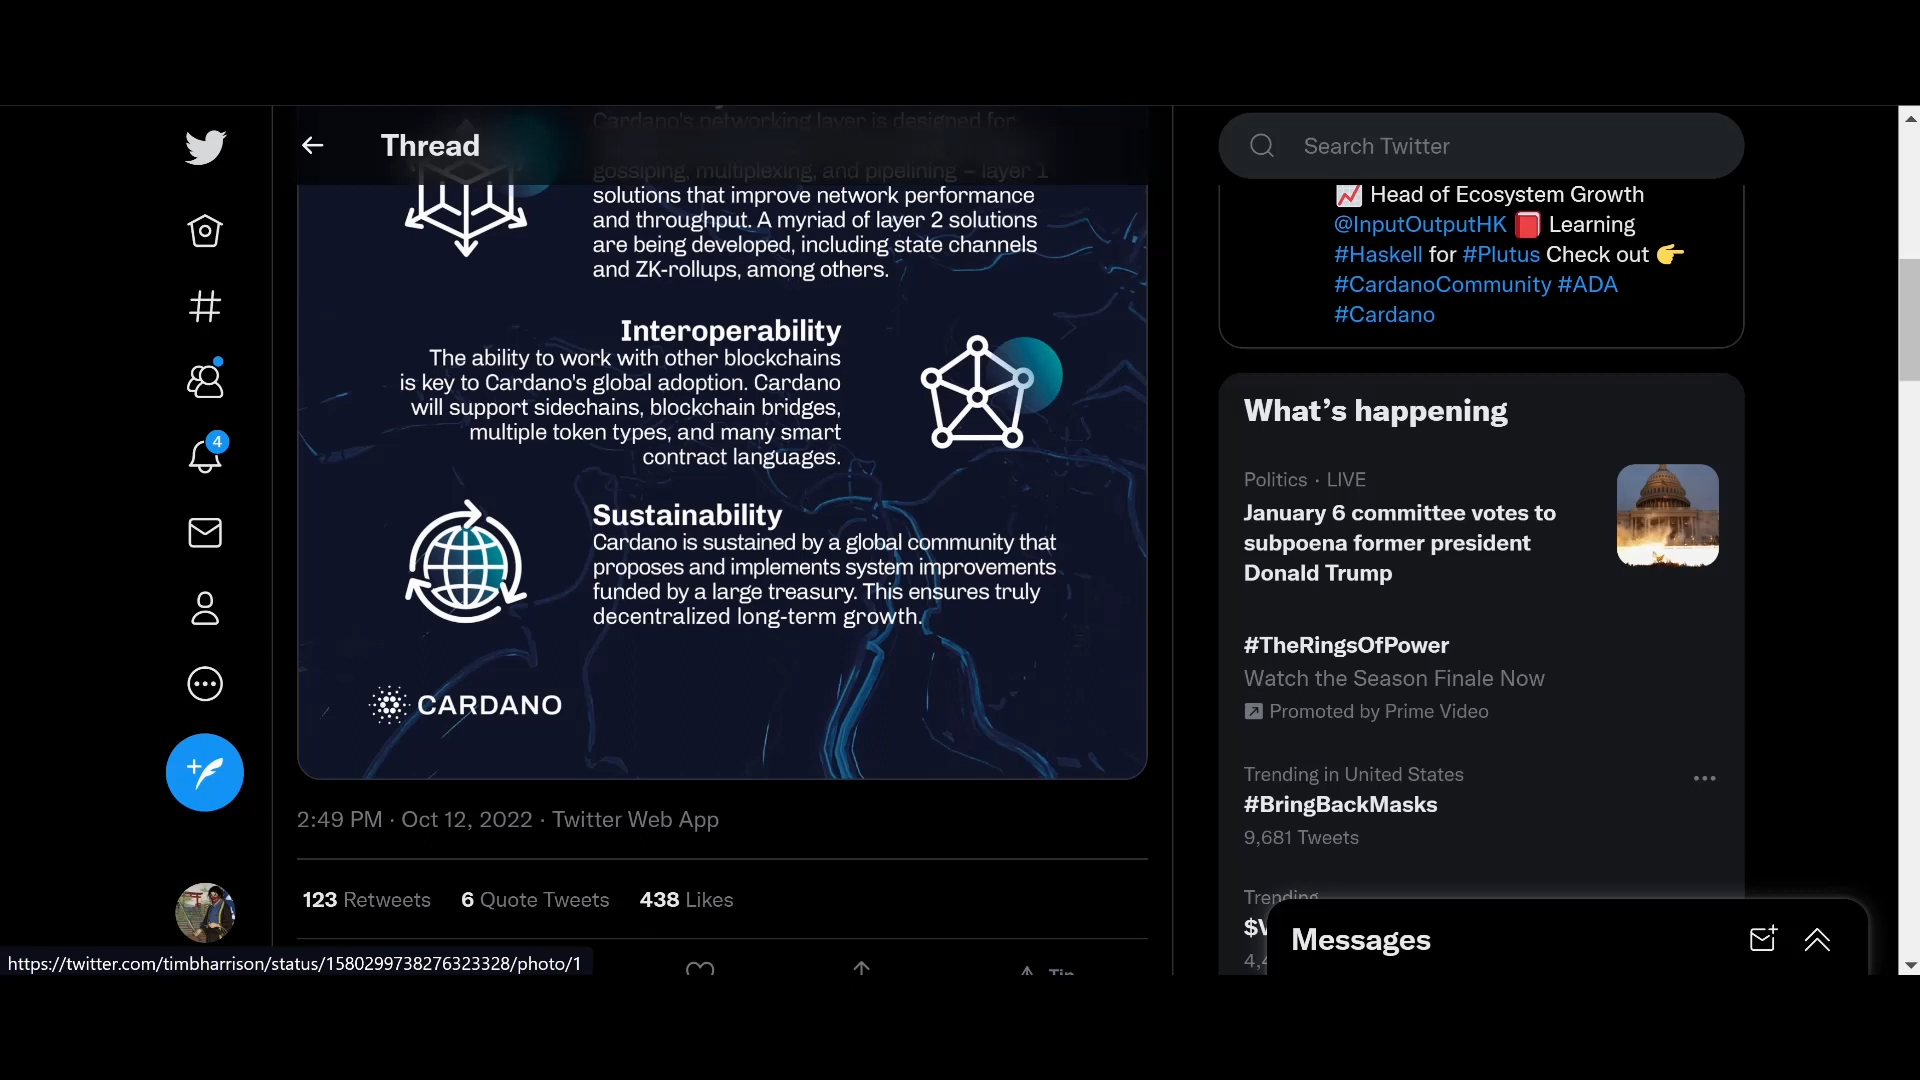 Thread
Cardano's networking layer is designed for
gossiping, multiplexing, and pipelining – layer 1
solutions that improve network performance
and throughput. A myriad of layer 2 solutions
are being developed, including state channels
and ZK-rollups, among others.
Interoperability
The ability to work with other blockchains
is key to Cardano's global adoption. Cardano
will support sidechains, blockchain bridges,
multiple token types, and many smart
contract languages.
Sustainability
Cardano is sustained by a global community that
proposes and implements system improvements
funded by a large treasury. This ensures truly
decentralized long-term growth.
CARDANO
2:49 PM · Oct 12, 2022 · Twitter Web App
123 Retweets 6 Quote Tweets 438 Likes
Tip
4
https://twitter.com/timbharrison/status/1580299738276323328/photo/1
Search Twitter
📈 Head of Ecosystem Growth
@InputOutputHK 📕 Learning
#Haskell for #Plutus Check out 👉
#CardanoCommunity #ADA
#Cardano
What's happening
Politics · LIVE
January 6 committee votes to
subpoena former president
Donald Trump
#TheRingsOfPower
Watch the Season Finale Now
Promoted by Prime Video
Trending in United States
#BringBackMasks
9,681 Tweets
Trending
Messages